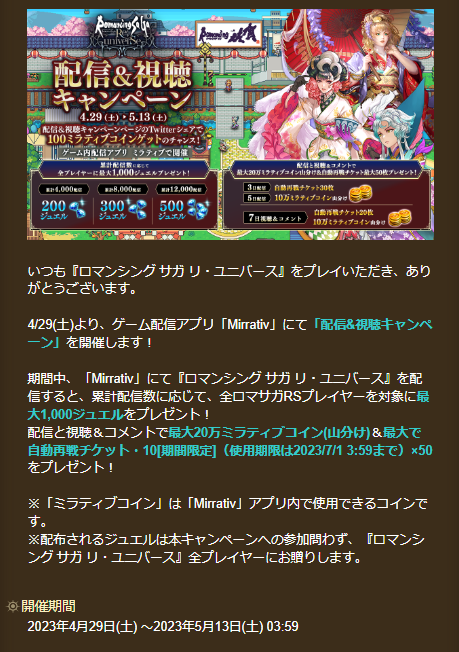 Romancing SaGa
Re;
univerSe
Romancing 祭
配信&視聴
キャンペーン
4.29(土)▸5.13(土)
配信&視聴キャンペーンページのTwitterシェアで
100ミラティブコインゲットのチャンス!
ゲーム内配信アプリ ミラティブで開催
累計配信数に応じて
全プレイヤーに最大1,000ジュエルプレゼント!
累計4,000配信
累計8,000配信
累計12,000配信
200
ジュエル
300
ジュエル
500
ジュエル
配信と視聴&コメントで
最大20万ミラティブコイン山分け&自動再戦チケット最大50枚プレゼント!
3日配信
自動再戦チケット30枚
5日配信
10万ミラティブコイン山分け
7日視聴&コメント
自動再戦チケット20枚
10万ミラティブコイン山分け
いつも『ロマンシング サガ リ・ユニバース』をプレイいただき、あり
がとうございます。
4/29(土)より、ゲーム配信アプリ「Mirrativ」にて「配信&視聴キャンペ
ーン」を開催します!
期間中、「Mirrativ」にて『ロマンシング サガ リ・ユニバース』を配
信すると、累計配信数に応じて、全ロマサガRSプレイヤーを対象に最
大1,000ジュエルをプレゼント!
配信と視聴&コメントで最大20万ミラティブコイン(山分け)&最大で
自動再戦チケット・10[期間限定]（使用期限は2023/7/1 3:59まで）×50
をプレゼント!
※「ミラティブコイン」は「Mirrativ」アプリ内で使用できるコインで
す。
※配布されるジュエルは本キャンペーンへの参加問わず、『ロマンシ
ング サガ リ・ユニバース』全プレイヤーにお贈りします。
開催期間
2023年4月29日(土) ～2023年5月13日(土) 03:59